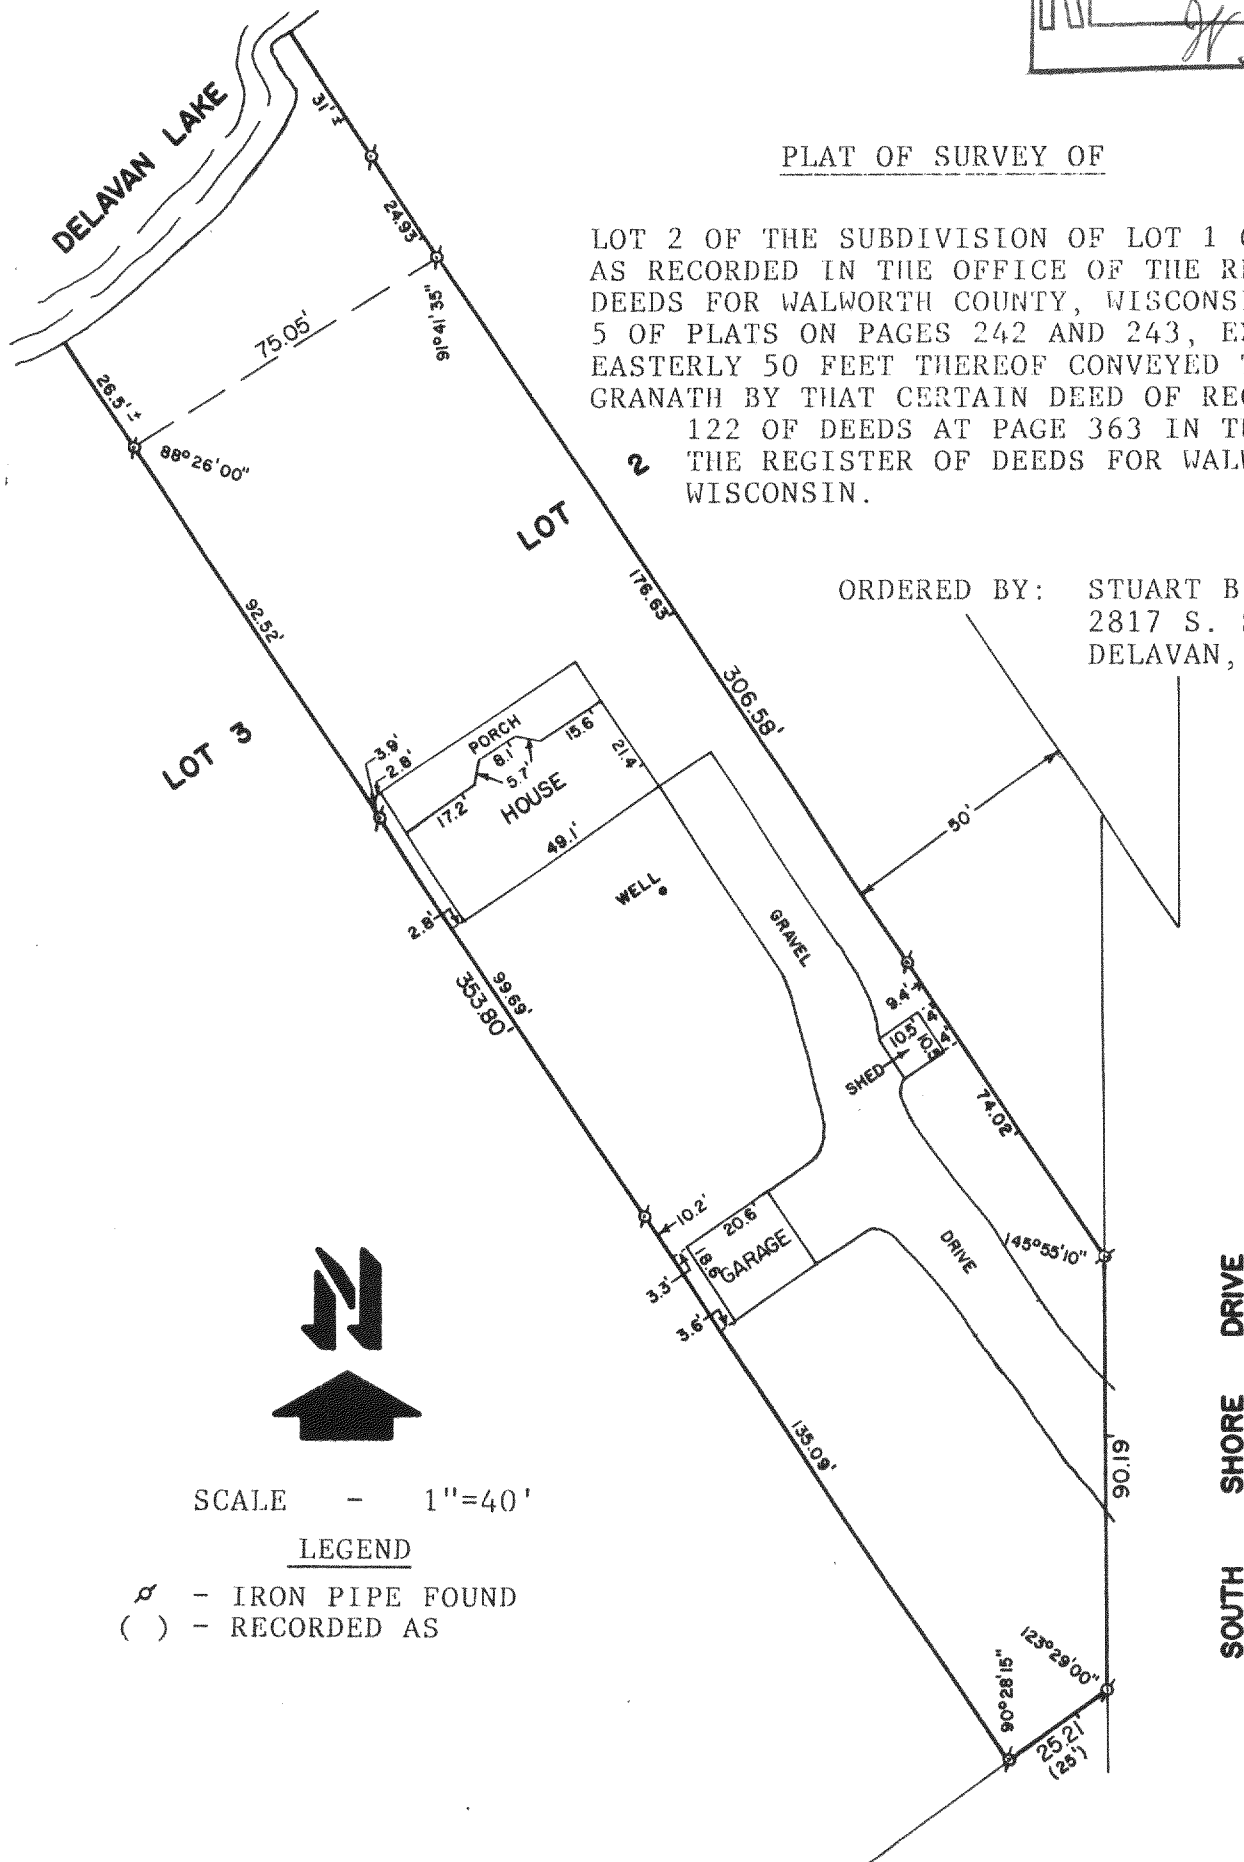 PLAT OF SURVEY OF
LOT 2 OF THE SUBDIVISION OF LOT 1
AS RECORDED IN THE OFFICE OF THE
DEEDS FOR WALWORTH COUNTY,
5 OF PLATS ON PAGES 242 AND 243,
EASTERLY 50 FEET THEREOF CONVEYED
GRANATH BY THAT CERTAIN DEED OF
122 OF DEEDS AT PAGE 363 IN
THE REGISTER OF DEEDS FOR
WISCONSIN.
ORDERED BY: STUART B
2817 S.
DELAVAN,
DELAVAN LAKE
31'±
24.93'
91°41'35"
75.05'
26.5'±
88°26'00"
LOT 2
92.52'
176.63'
306.58'
LOT 3
3.9'
2.8'
PORCH
8.1'
15.6'
5.7'
17.2'
HOUSE
21.4'
49.1'
50'
WELL
GRAVEL
2.8'
99.69'
353.80'
9.4'
4"
10.5'
10.5'
4"
SHED
74.02'
10.2'
20.6'
18.6'
GARAGE
3.3'
3.6'
DRIVE
145°55'10"
135.09'
90.19'
SOUTH SHORE DRIVE
123°29'00"
90°28'15"
25.21'
(25')
N
SCALE - 1"=40'
LEGEND
- IRON PIPE FOUND
( ) - RECORDED AS